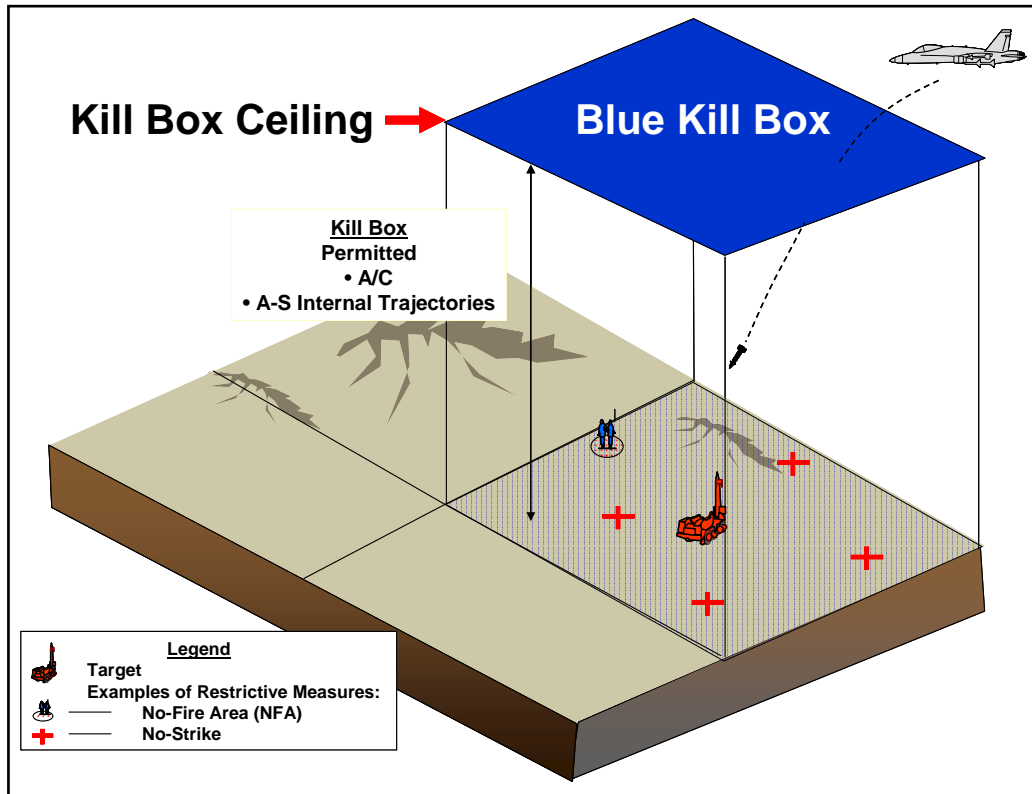 Kill Box Ceiling
Blue Kill Box
Kill Box
Permitted
• A/C
• A-S Internal Trajectories
Legend
Target
Examples of Restrictive Measures:
No-Fire Area (NFA)
No-Strike